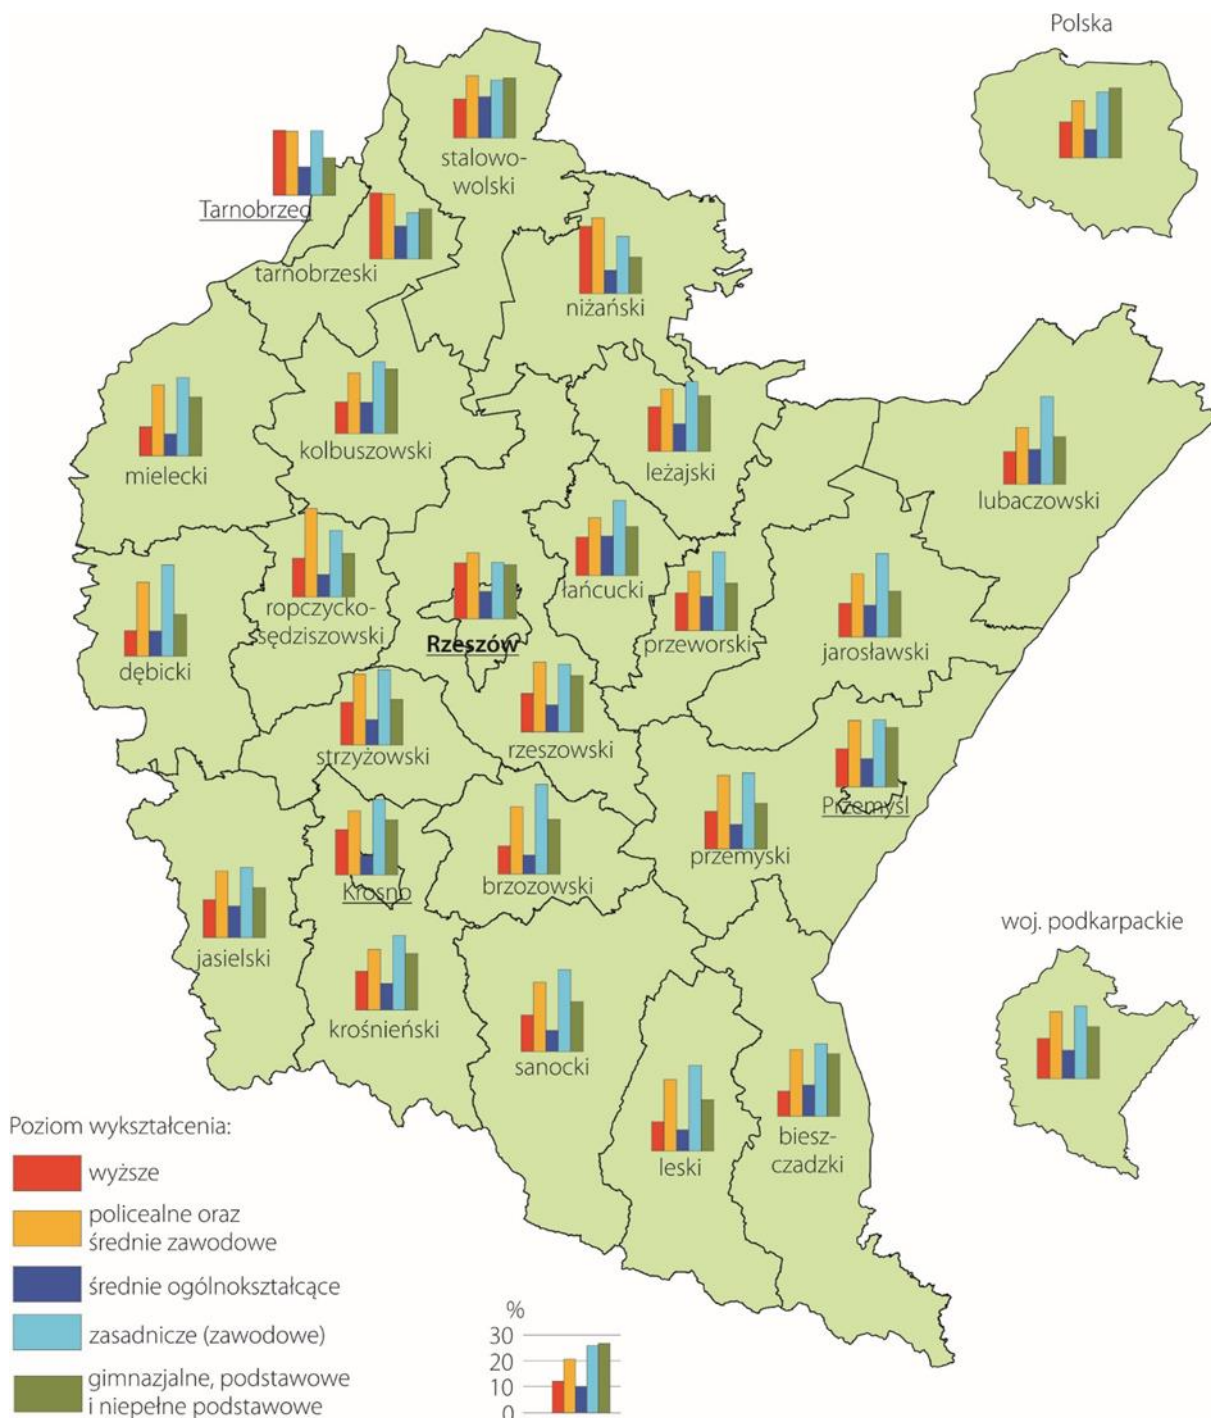 Polska
stalowo-
wolski
Tarnobrzeg
tarnobrzeski
niżański
mielecki
kolbuszowski
leżajski
lubaczowski
ropczycko-
sędziszowski
łańcucki
dębicki
Rzeszów
przeworski
jarosławski
strzyżowski
rzeszowski
Przemyśl
przemyski
Krosno
brzozowski
jasielski
krośnieński
sanocki
leski
biesz-
czadzki
woj. podkarpackie
Poziom wykształcenia:
wyższe
policealne oraz
średnie zawodowe
średnie ogólnokształcące
zasadnicze (zawodowe)
gimnazjalne, podstawowe
i niepełne podstawowe
%
30
20
10
0